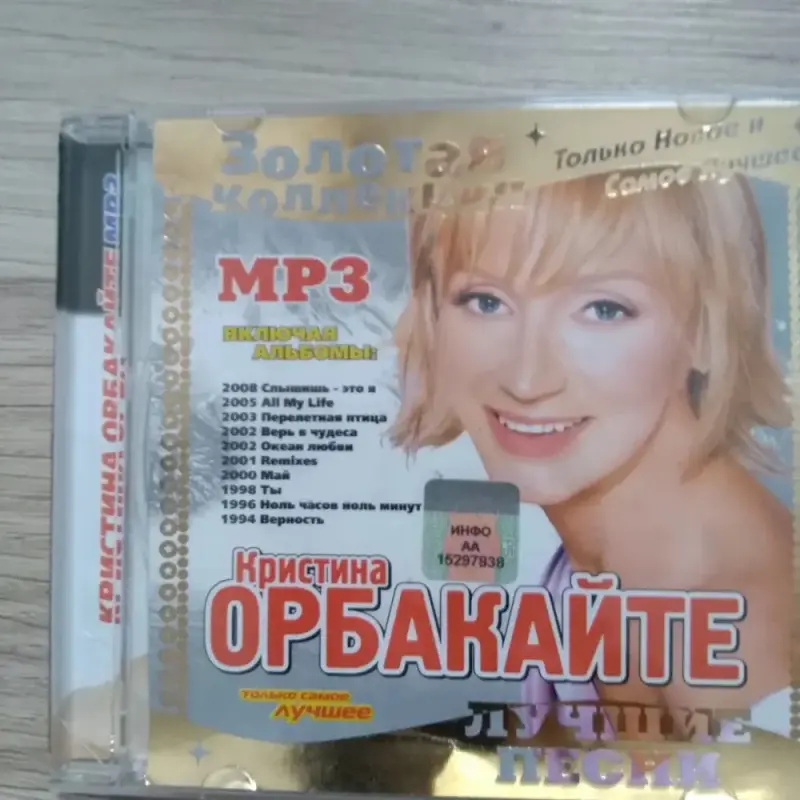 Золотая
коллекция
Только Новое и
Самое Лучшее
MP3
ВКЛЮЧАЯ
АЛЬБОМЫ:
2008 Слышишь - это я
2005 All My Life
2003 Перелетная птица
2002 Верь в чудеса
2002 Океан любви
2001 Remixes
2000 Май
1998 Ты
1996 Ноль часов ноль минут
1994 Верность
ИНФО
АА
15297938
Кристина
ОРБАКАЙТЕ
только самое
лучшее
ЛУЧШИЕ
ПЕСНИ
КРИСТИНА ОРБАКАЙТЕ MP3